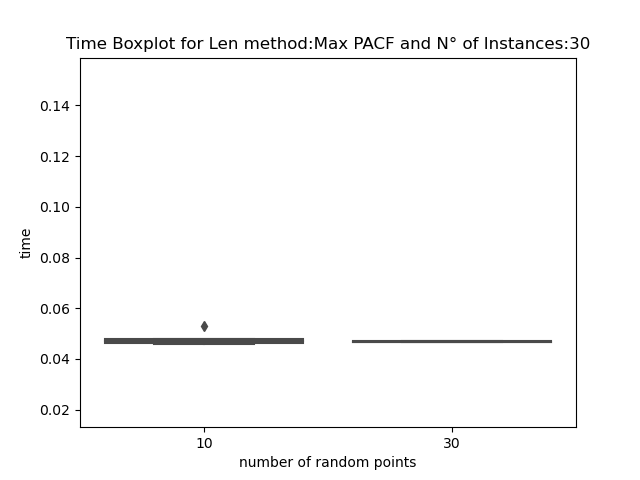 Time Boxplot for Len method:Max PACF and N° of Instances:30
0.14
0.12
0.10
0.08
0.06
0.04
0.02
time
10 30
number of random points